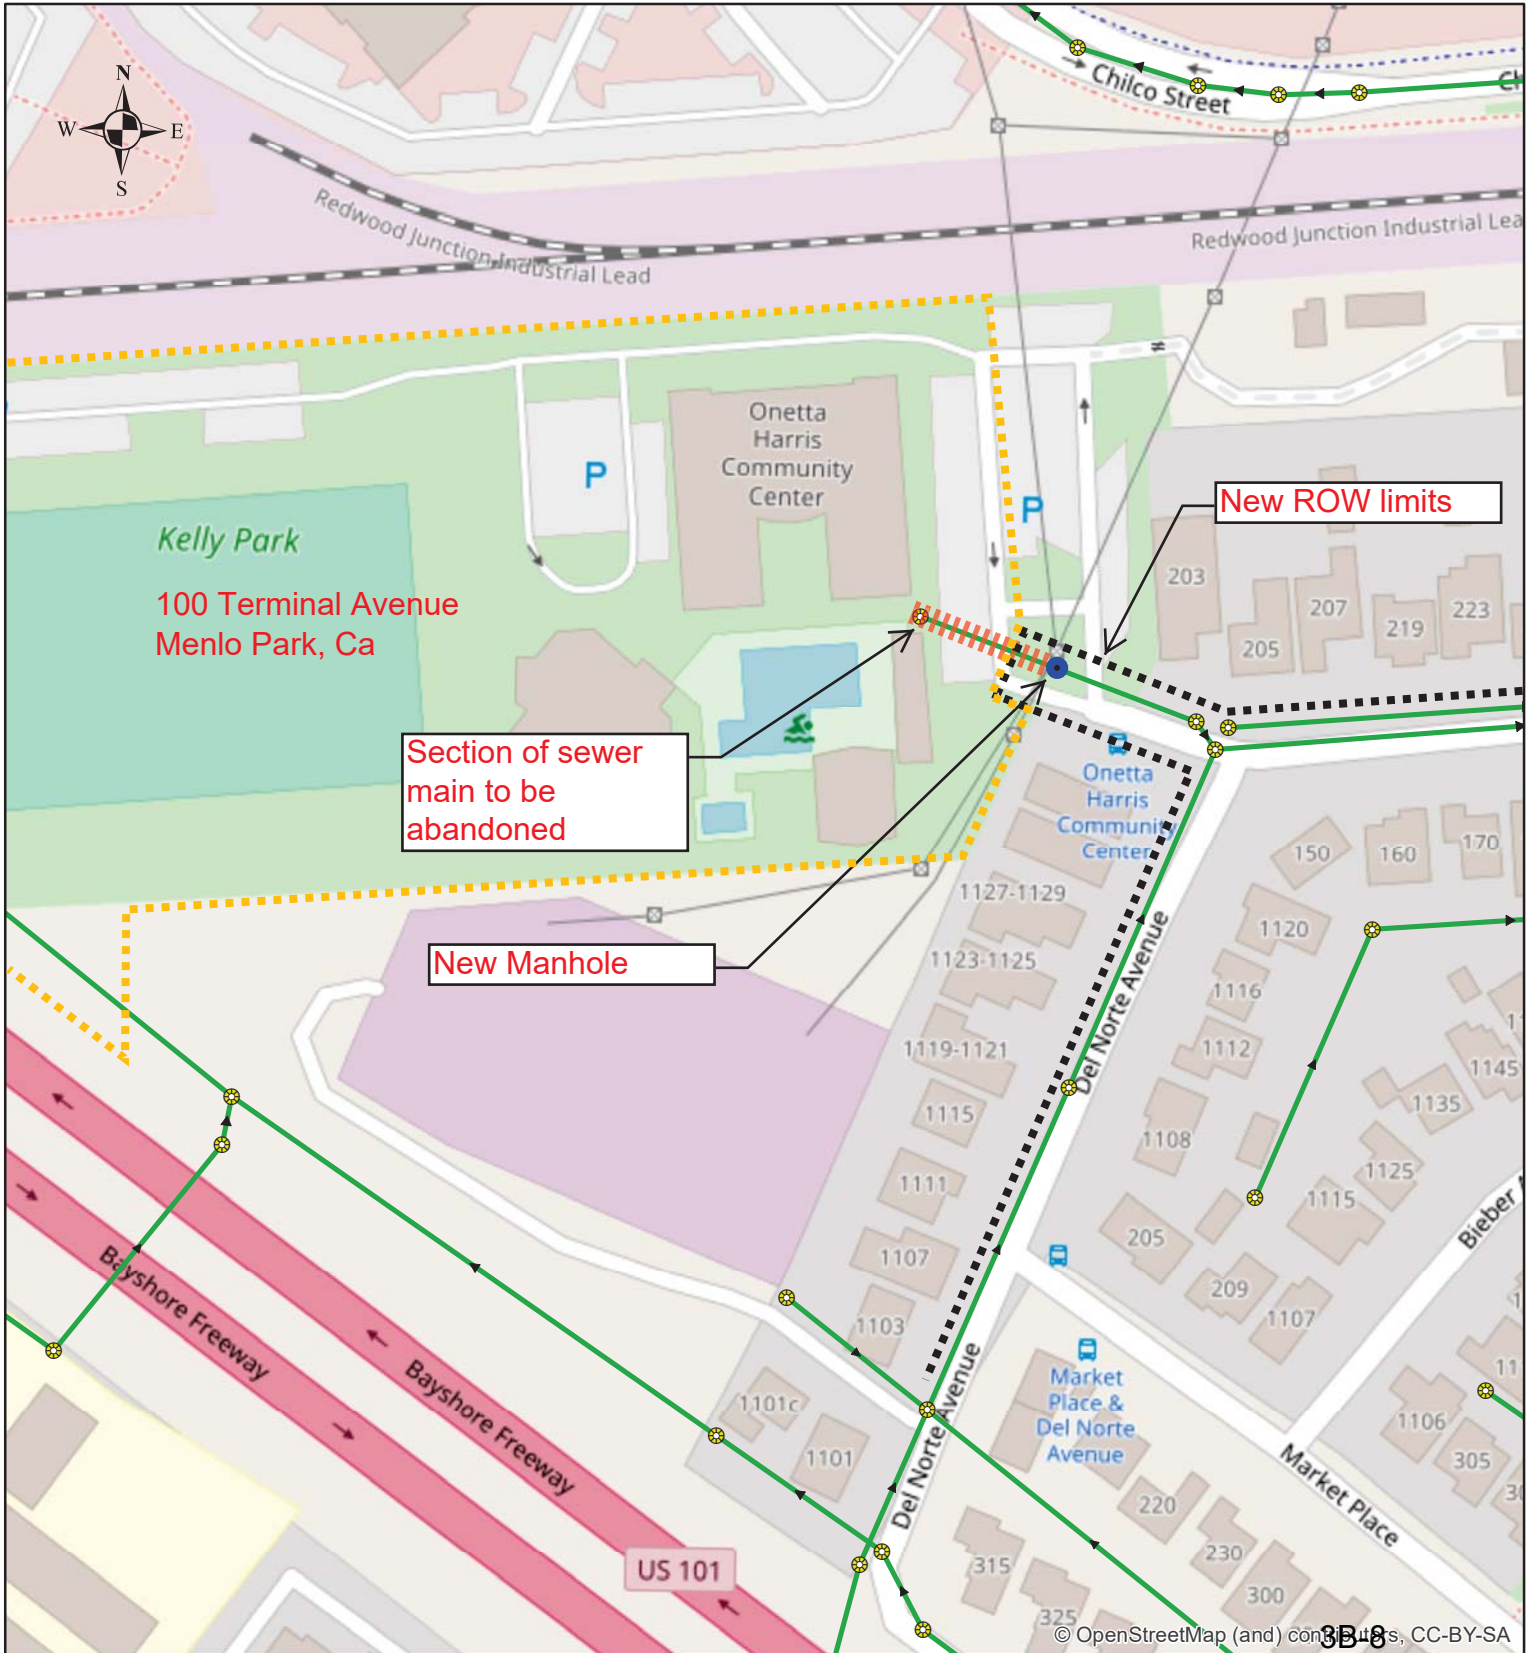 N
W
E
S
Chilco Street
Redwood Junction Industrial Lead
Redwood Junction Industrial Lea
Onetta
Harris
Community
Center
P
P
New ROW limits
Kelly Park
100 Terminal Avenue
Menlo Park, Ca
203
207
223
219
205
Section of sewer
main to be
abandoned
Onetta
Harris
Community
Center
150
160
170
1127-1129
1120
New Manhole
1123-1125
Del Norte Avenue
1116
1119-1121
1112
1145
1115
1135
1108
1125
1111
1115
Bieber
205
1107
209
1107
Bayshore Freeway
1103
Market
Place &
Del Norte
Avenue
Bayshore Freeway
Del Norte Avenue
1101c
1101
1106
305
Market Place
220
230
US 101
315
300
325
© OpenStreetMap (and) contributors, CC-BY-SA
3B-8